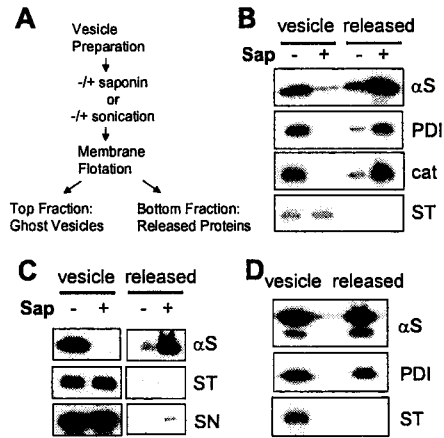 A
Vesicle
Preparation
-/+ saponin
or
-/+ sonication
Membrane
Flotation
Top Fraction:
Ghost Vesicles
Bottom Fraction:
Released Proteins
B
vesicle released
Sap - + - +
αS
PDI
cat
ST
C
vesicle released
Sap - + - +
αS
ST
SN
D
vesicle released
αS
PDI
ST